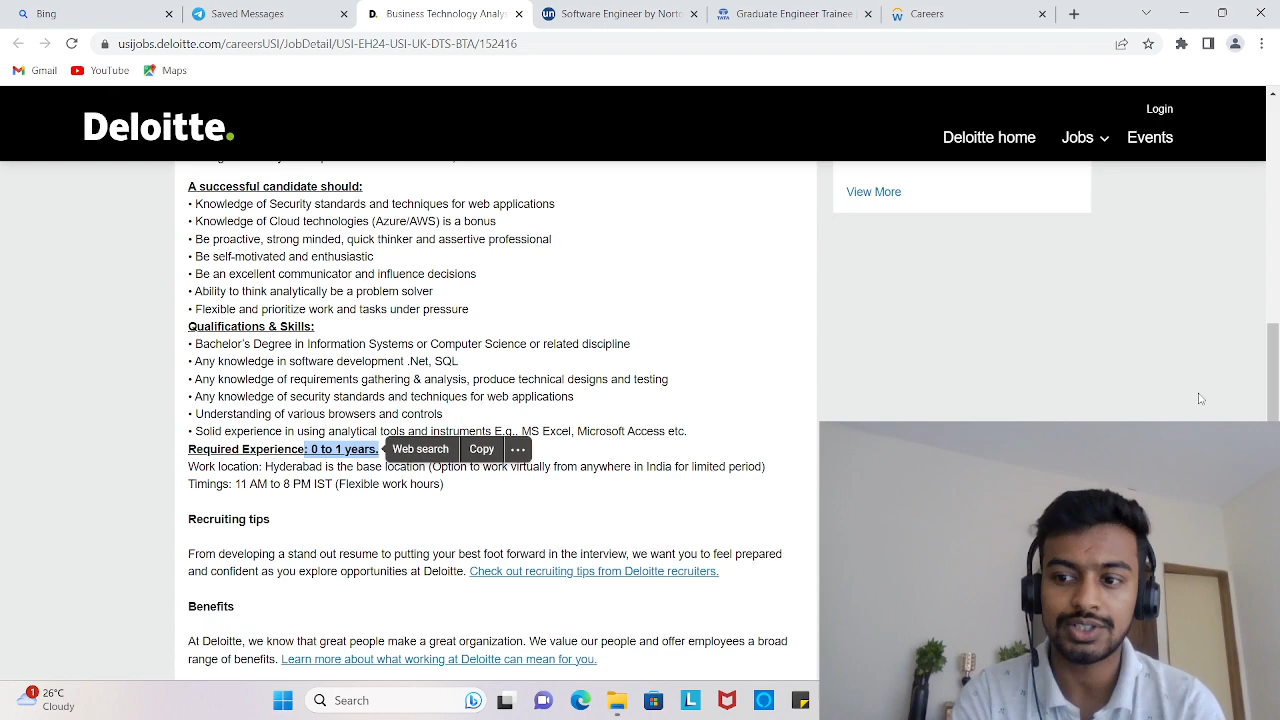 Bing
Saved Messages
D. Business Technology Analys
un Software Engineer by Norto
TATA Graduate Engineer Trainee
Careers
usijobs.deloitte.com/careersUSI/JobDetail/USI-EH24-USI-UK-DTS-BTA/152416
Gmail YouTube Maps
Login
Deloitte.
Deloitte home Jobs Events
A successful candidate should:
• Knowledge of Security standards and techniques for web applications
• Knowledge of Cloud technologies (Azure/AWS) is a bonus
• Be proactive, strong minded, quick thinker and assertive professional
• Be self-motivated and enthusiastic
• Be an excellent communicator and influence decisions
• Ability to think analytically be a problem solver
• Flexible and prioritize work and tasks under pressure
Qualifications & Skills:
• Bachelor's Degree in Information Systems or Computer Science or related discipline
• Any knowledge in software development .Net, SQL
• Any knowledge of requirements gathering & analysis, produce technical designs and testing
• Any knowledge of security standards and techniques for web applications
• Understanding of various browsers and controls
• Solid experience in using analytical tools and instruments E.g., MS Excel, Microsoft Access etc.
Required Experience: 0 to 1 years.
Web search Copy ...
Work location: Hyderabad is the base location (Option to work virtually from anywhere in India for limited period)
Timings: 11 AM to 8 PM IST (Flexible work hours)
Recruiting tips
From developing a stand out resume to putting your best foot forward in the interview, we want you to feel prepared
and confident as you explore opportunities at Deloitte. Check out recruiting tips from Deloitte recruiters.
Benefits
At Deloitte, we know that great people make a great organization. We value our people and offer employees a broad
range of benefits. Learn more about what working at Deloitte can mean for you.
View More
1
26°C
Cloudy
Search
L